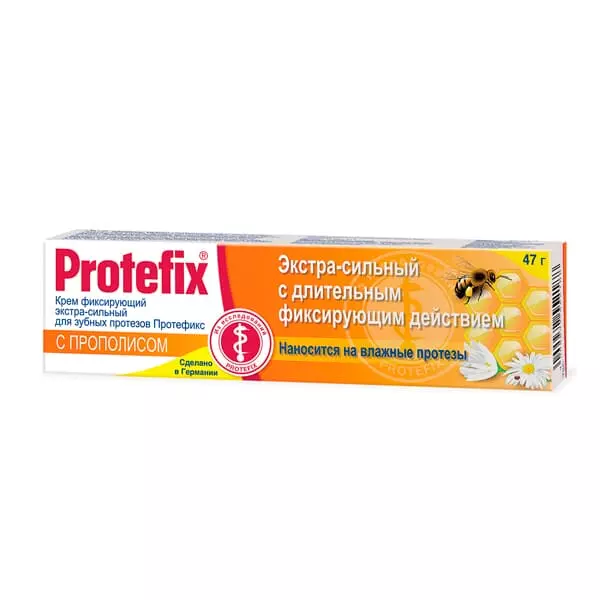 Protefix®
Крем фиксирующий
экстра-сильный
для зубных протезов Протефикс
С ПРОПОЛИСОМ
Сделано
в Германии
PROTEFIX
Экстра-сильный
с длительным
фиксирующим действием
Наносится на влажные протезы
47 г
PROTEFIX